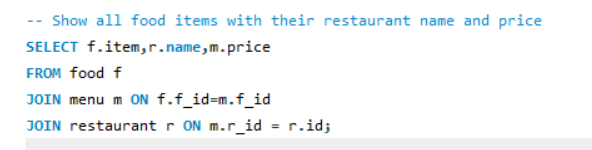 -- Show all food items with their restaurant name and price
SELECT f.item,r.name,m.price
FROM food f
JOIN menu m ON f.f_id=m.f_id
JOIN restaurant r ON m.r_id = r.id;